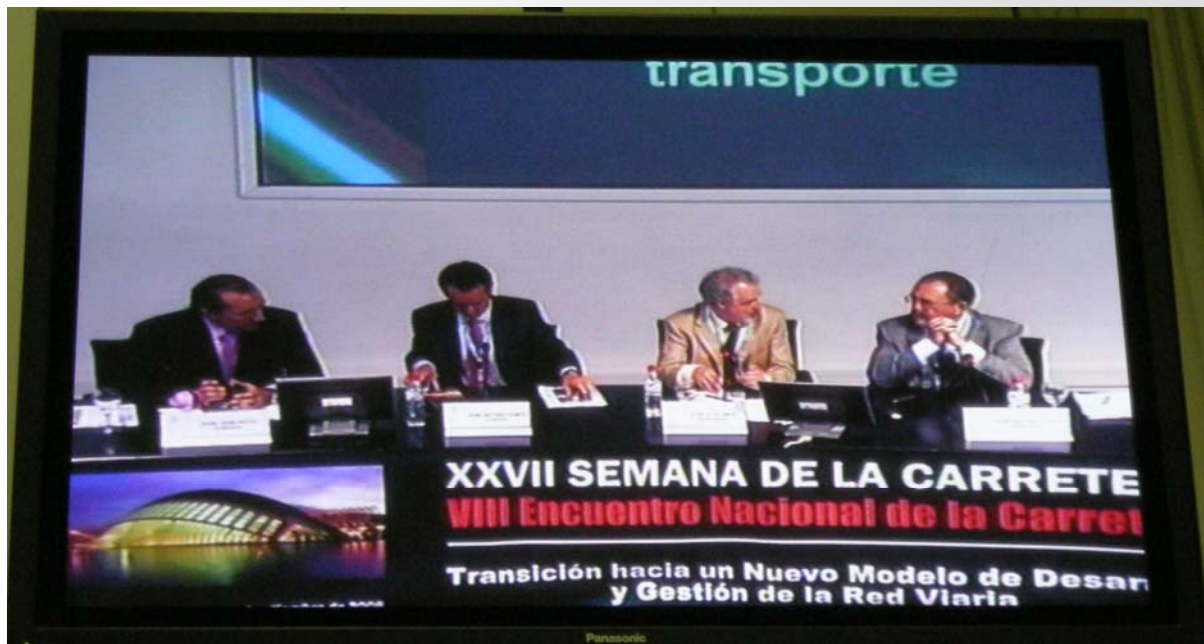 transporte
XXVII SEMANA DE LA CARRETE
VIII Encuentro Nacional de la Carret
Transición hacia un Nuevo Modelo de Desar
y Gestión de la Red Viaria
Panasonic